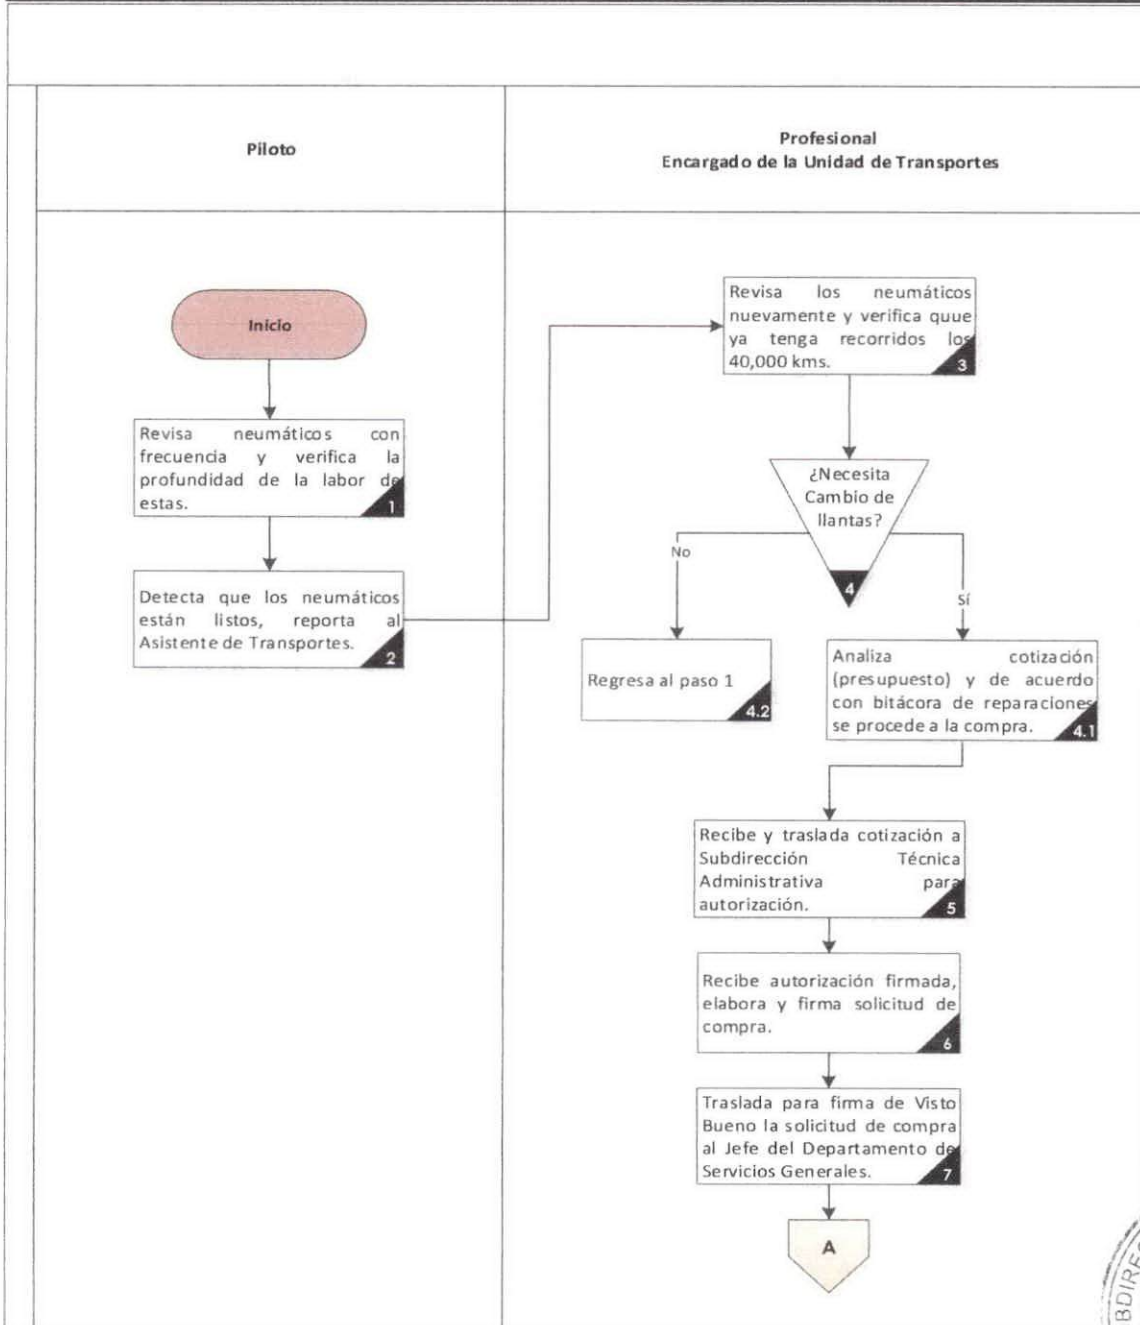 Piloto
Profesional
Encargado de la Unidad de Transportes
Inicio
Revisa neumáticos con
frecuencia y verifica la
profundidad de la labor de
estas.
1
Detecta que los neumáticos
están listos, reporta al
Asistente de Transportes.
2
Revisa los neumáticos
nuevamente y verifica quue
ya tenga recorridos los
40,000 kms.
3
¿Necesita
Cambio de
llantas?
4
No
Sí
Regresa al paso 1
4.2
Analiza cotización
(presupuesto) y de acuerdo
con bitácora de reparaciones
se procede a la compra.
4.1
Recibe y traslada cotización a
Subdirección Técnica
Administrativa para
autorización.
5
Recibe autorización firmada,
elabora y firma solicitud de
compra.
6
Traslada para firma de Visto
Bueno la solicitud de compra
al Jefe del Departamento de
Servicios Generales.
7
A
BDIREC